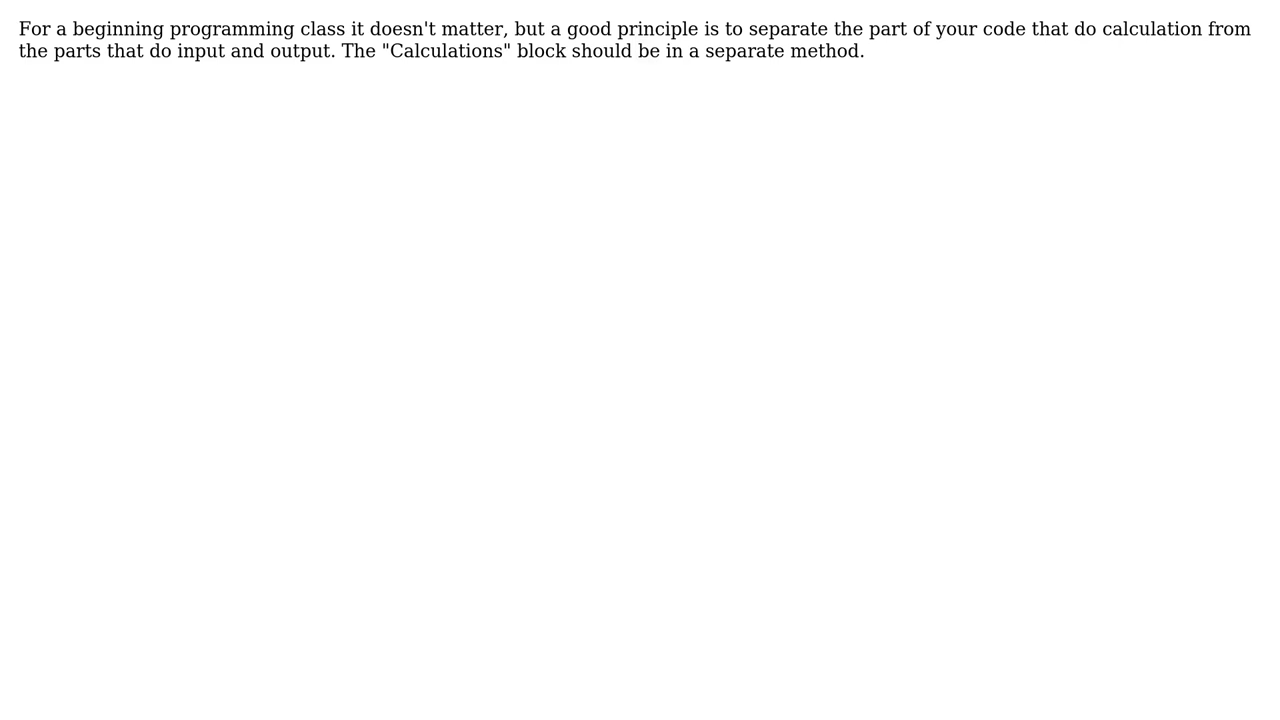 For a beginning programming class it doesn't matter, but a good principle is to separate the part of your code that do calculation from
the parts that do input and output. The "Calculations" block should be in a separate method.